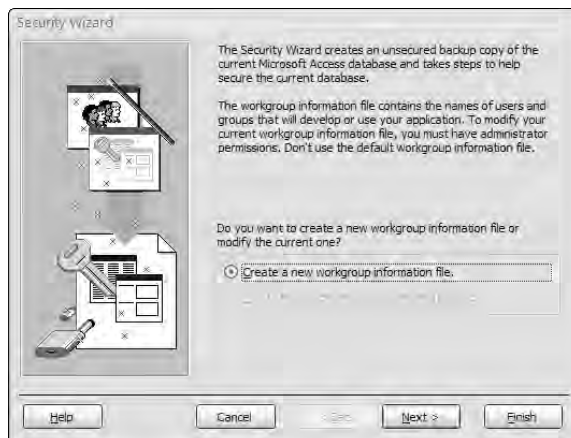 Security Wizard
The Security Wizard creates an unsecured backup copy of the
current Microsoft Access database and takes steps to help
secure the current database.
The workgroup information file contains the names of users and
groups that will develop or use your application. To modify your
current workgroup information file, you must have administrator
permissions. Don't use the default workgroup information file.
Do you want to create a new workgroup information file or
modify the current one?
Create a new workgroup information file.
Help
Cancel
Next >
Finish